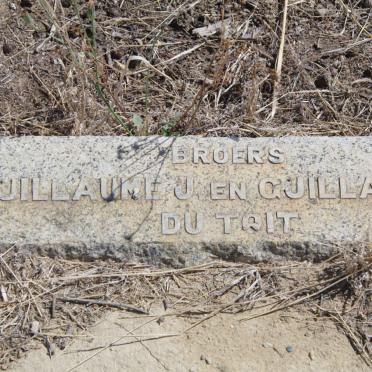 BROERS
UILLAUME J. EN GUILLA
DU TOIT